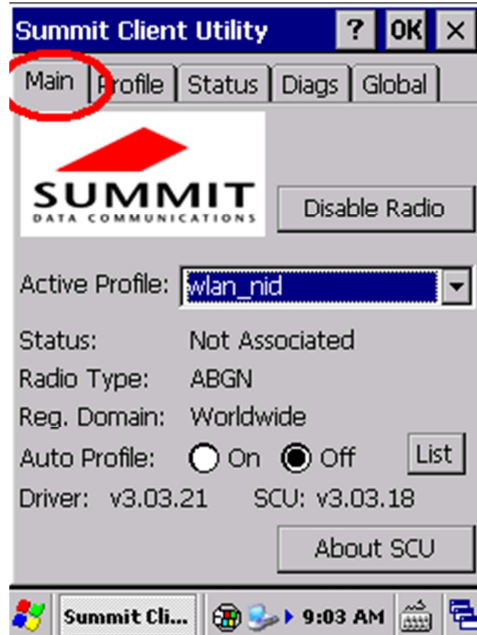 Summit Client Utility ? OK ×
Main Profile Status Diags Global
SUMMIT
DATA COMMUNICATIONS
Disable Radio
Active Profile: wlan_nid
Status: Not Associated
Radio Type: ABGN
Reg. Domain: Worldwide
Auto Profile: On Off List
Driver: v3.03.21 SCU: v3.03.18
About SCU
Summit Cli... 9:03 AM